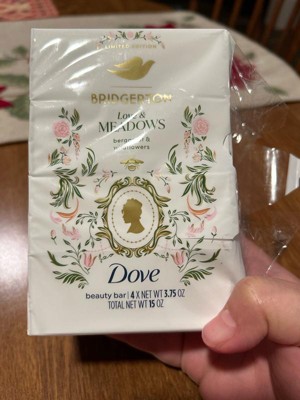 LIMITED EDITION
BRIDGERTON
Love &
MEADOWS
bergamot &
wildflowers
Dove
beauty bar | 4 X NET WT 3.75 OZ
TOTAL NET WT 15 OZ